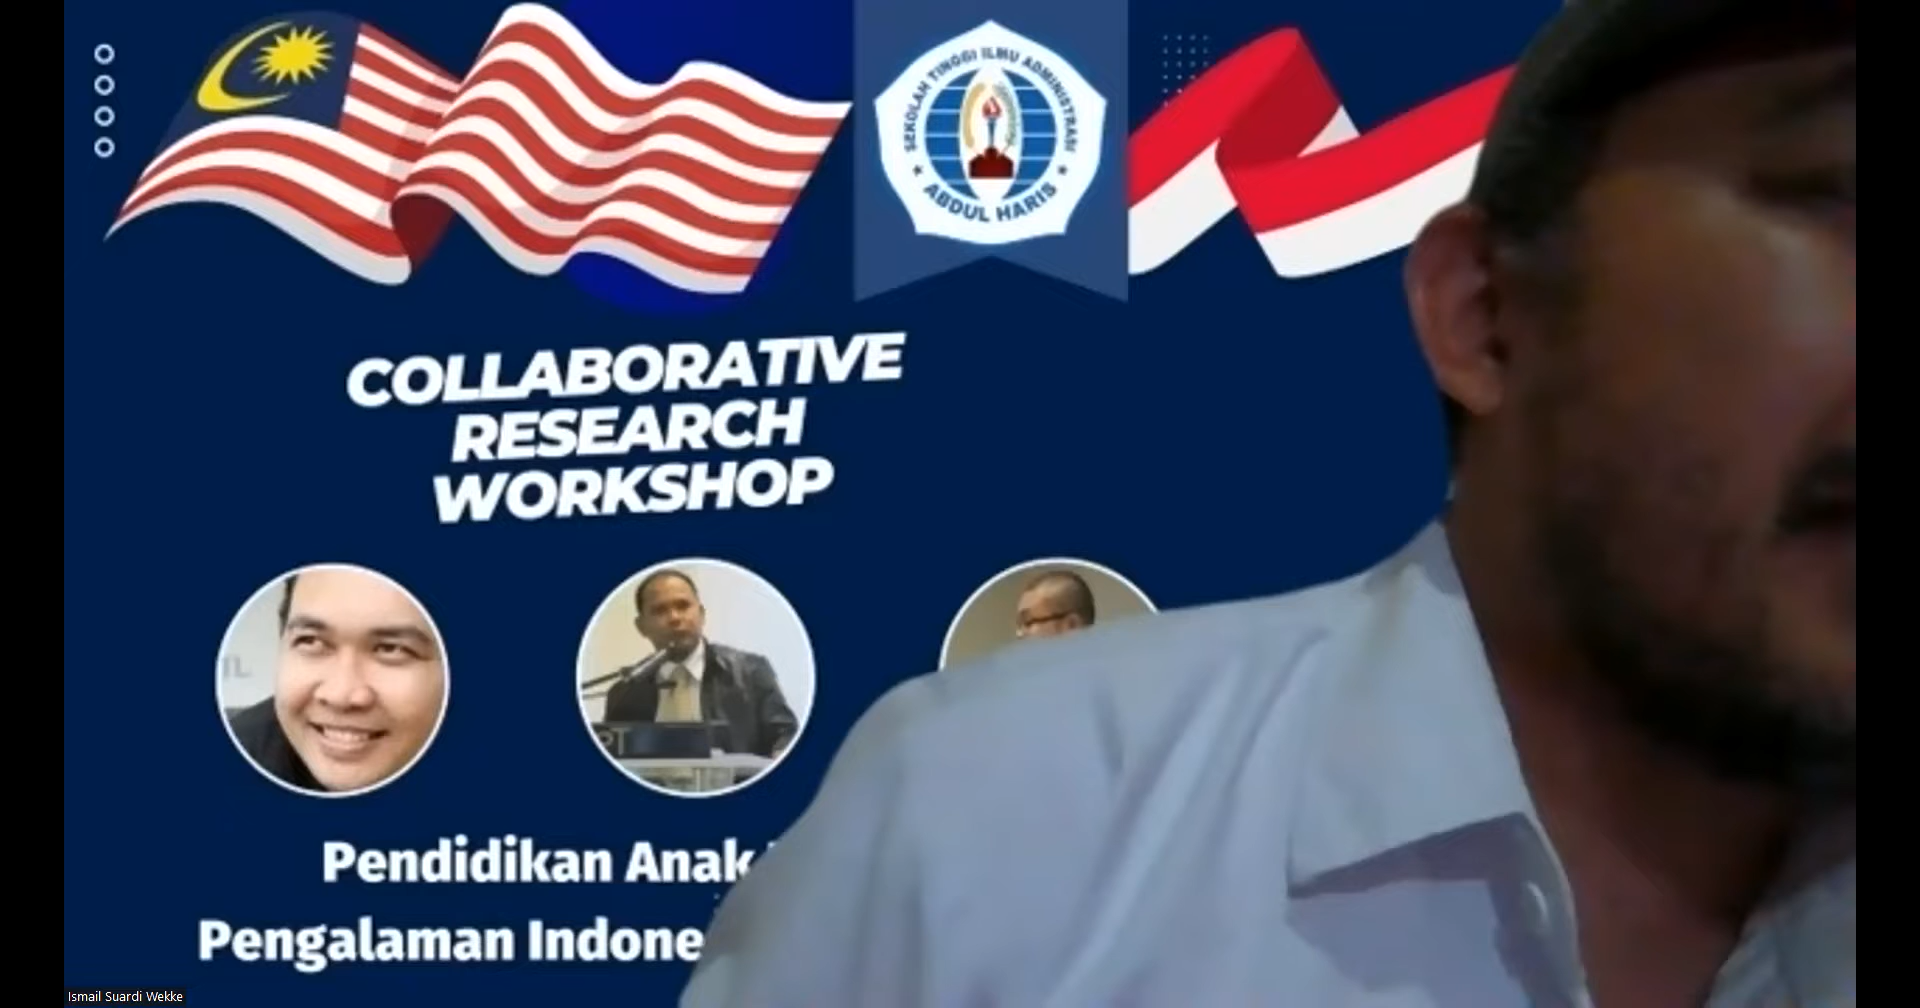 SEKOLAH TINGGI ILMU ADMINISTRASI
ABDUL HARIS
COLLABORATIVE
RESEARCH
WORKSHOP
Pendidikan Anak
Pengalaman Indone
Ismail Suardi Wekke